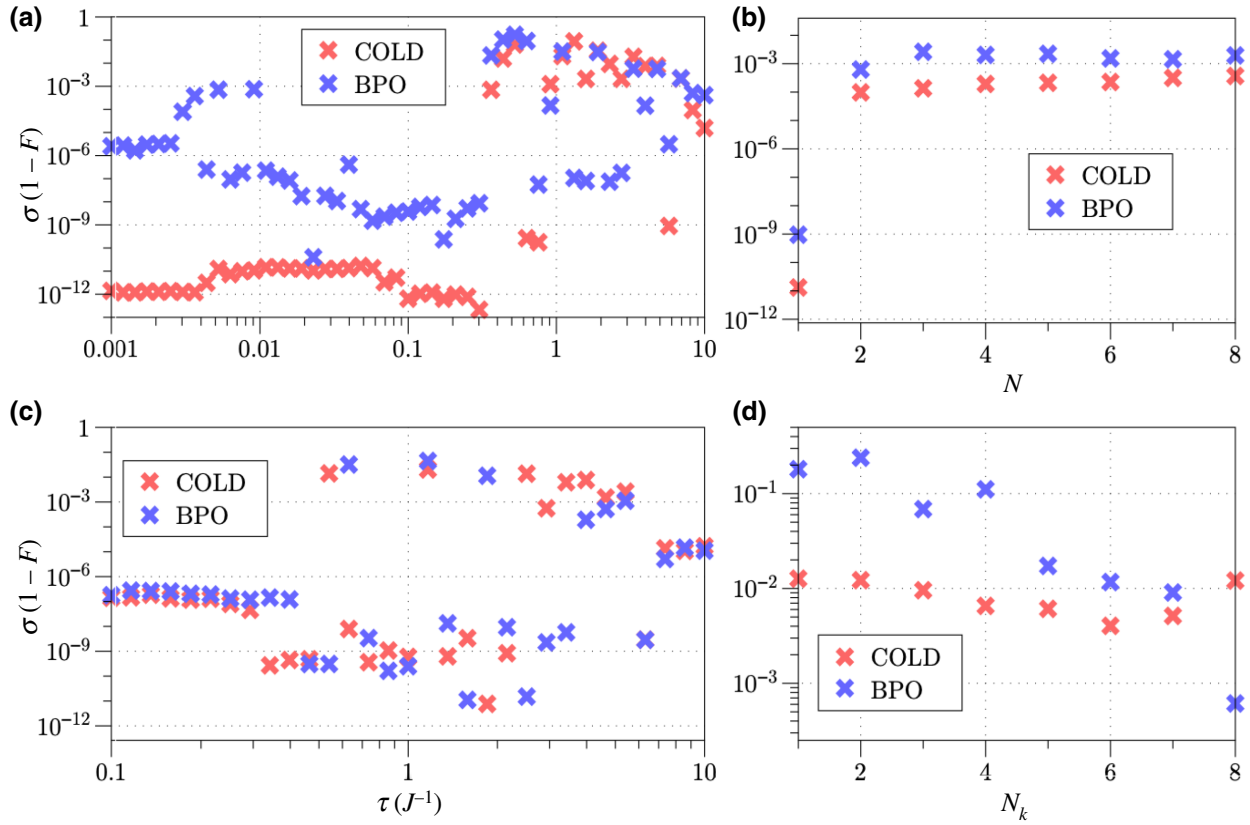 (a)
1
10⁻³
10⁻⁶
10⁻⁹
10⁻¹²
σ (1 − F)
COLD
BPO
0.001
0.01
0.1
1
10
(b)
10⁻³
10⁻⁶
10⁻⁹
10⁻¹²
COLD
BPO
2
4
6
8
N
(c)
1
10⁻³
10⁻⁶
10⁻⁹
10⁻¹²
σ (1 − F)
COLD
BPO
0.1
1
10
τ (J⁻¹)
(d)
10⁻¹
10⁻²
10⁻³
COLD
BPO
2
4
6
8
Nₖ